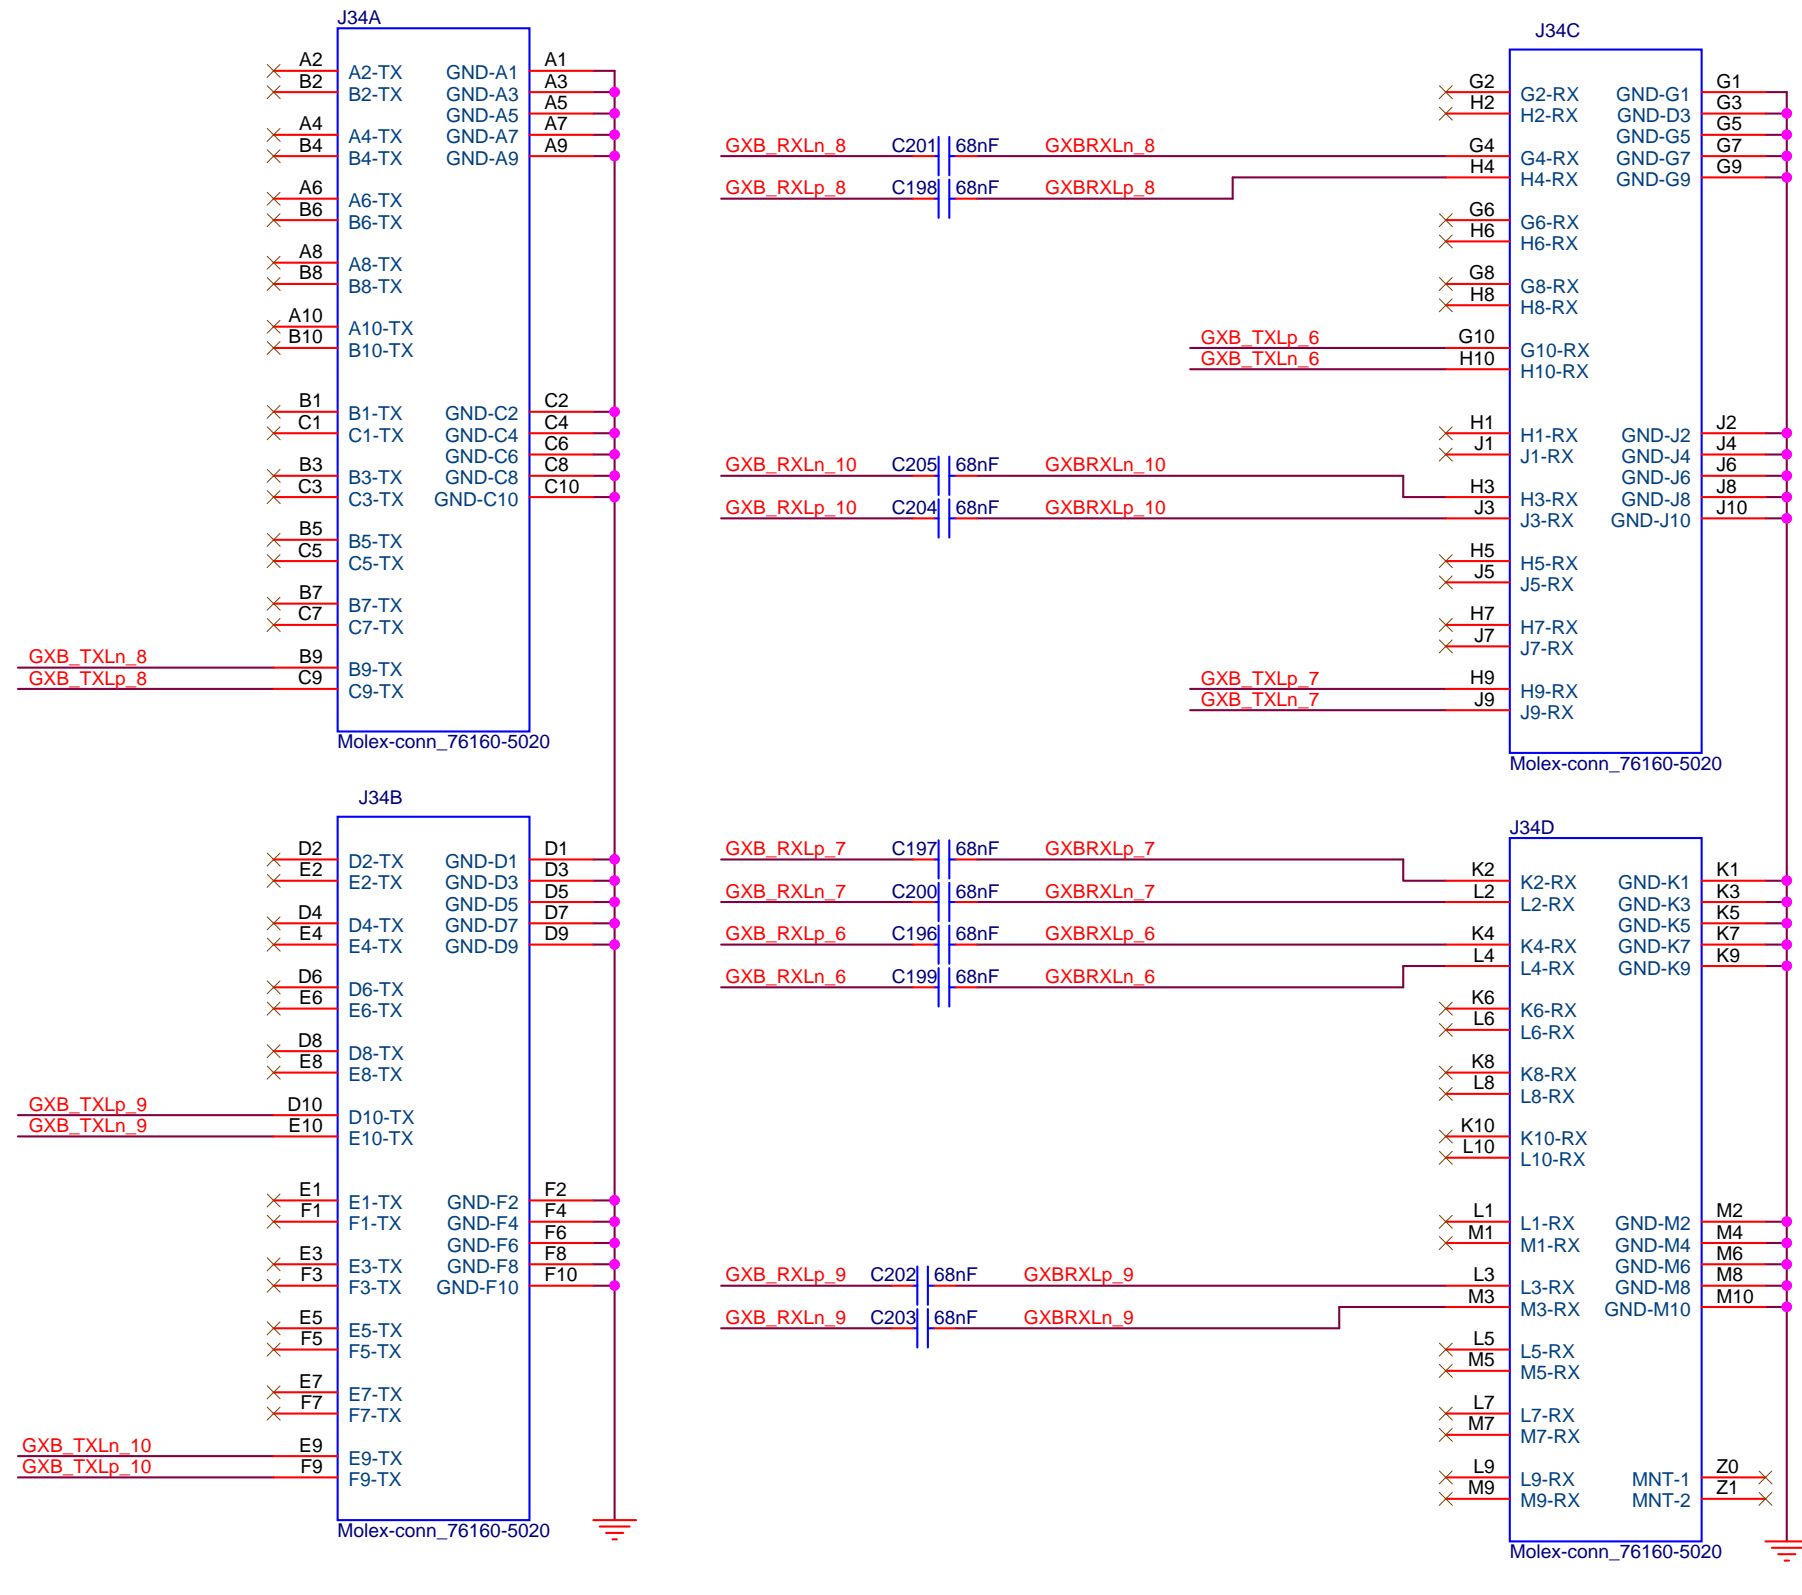 J34A
A2 A2-TX GND-A1 A1
B2 B2-TX GND-A3 A3
GND-A5 A5
A4 A4-TX GND-A7 A7
B4 B4-TX GND-A9 A9
A6 A6-TX
B6 B6-TX
A8 A8-TX
B8 B8-TX
A10 A10-TX
B10 B10-TX
B1 B1-TX GND-C2 C2
C1 C1-TX GND-C4 C4
GND-C6 C6
B3 B3-TX GND-C8 C8
C3 C3-TX GND-C10 C10
B5 B5-TX
C5 C5-TX
B7 B7-TX
C7 C7-TX
GXB_TXLn_8 B9 B9-TX
GXB_TXLp_8 C9 C9-TX
Molex-conn_76160-5020
J34B
D2 D2-TX GND-D1 D1
E2 E2-TX GND-D3 D3
GND-D5 D5
D4 D4-TX GND-D7 D7
E4 E4-TX GND-D9 D9
D6 D6-TX
E6 E6-TX
D8 D8-TX
E8 E8-TX
GXB_TXLp_9 D10 D10-TX
GXB_TXLn_9 E10 E10-TX
E1 E1-TX GND-F2 F2
F1 F1-TX GND-F4 F4
GND-F6 F6
E3 E3-TX GND-F8 F8
F3 F3-TX GND-F10 F10
E5 E5-TX
F5 F5-TX
E7 E7-TX
F7 F7-TX
GXB_TXLn_10 E9 E9-TX
GXB_TXLp_10 F9 F9-TX
Molex-conn_76160-5020
J34C
G2 G2-RX GND-G1 G1
H2 H2-RX GND-D3 G3
GND-G5 G5
GXB_RXLn_8 C201 68nF GXBRXLn_8 G4 G4-RX GND-G7 G7
GXB_RXLp_8 C198 68nF GXBRXLp_8 H4 H4-RX GND-G9 G9
G6 G6-RX
H6 H6-RX
G8 G8-RX
H8 H8-RX
GXB_TXLp_6 G10 G10-RX
GXB_TXLn_6 H10 H10-RX
H1 H1-RX GND-J2 J2
J1 J1-RX GND-J4 J4
GND-J6 J6
GXB_RXLn_10 C205 68nF GXBRXLn_10 H3 H3-RX GND-J8 J8
GXB_RXLp_10 C204 68nF GXBRXLp_10 J3 J3-RX GND-J10 J10
H5 H5-RX
J5 J5-RX
H7 H7-RX
J7 J7-RX
GXB_TXLp_7 H9 H9-RX
GXB_TXLn_7 J9 J9-RX
Molex-conn_76160-5020
J34D
GXB_RXLp_7 C197 68nF GXBRXLp_7 K2 K2-RX GND-K1 K1
GXB_RXLn_7 C200 68nF GXBRXLn_7 L2 L2-RX GND-K3 K3
GND-K5 K5
GXB_RXLp_6 C196 68nF GXBRXLp_6 K4 K4-RX GND-K7 K7
GXB_RXLn_6 C199 68nF GXBRXLn_6 L4 L4-RX GND-K9 K9
K6 K6-RX
L6 L6-RX
K8 K8-RX
L8 L8-RX
K10 K10-RX
L10 L10-RX
L1 L1-RX GND-M2 M2
M1 M1-RX GND-M4 M4
GND-M6 M6
GXB_RXLp_9 C202 68nF GXBRXLp_9 L3 L3-RX GND-M8 M8
GXB_RXLn_9 C203 68nF GXBRXLn_9 M3 M3-RX GND-M10 M10
L5 L5-RX
M5 M5-RX
L7 L7-RX
M7 M7-RX
L9 L9-RX MNT-1 Z0
M9 M9-RX MNT-2 Z1
Molex-conn_76160-5020